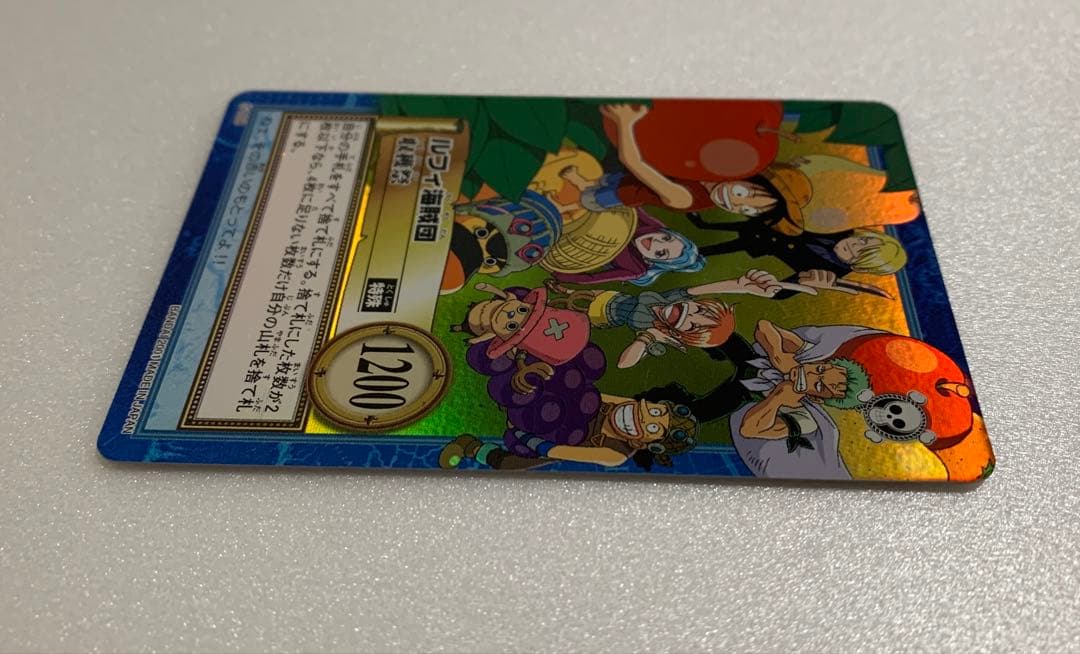 ルフィ海賊団
収穫祭
特殊
1200
自分の手札をすべて捨て札にする。捨て札にした枚数が2
枚以下なら、4枚に足りない枚数だけ自分の山札を捨て札
にする。
BANDAI 2003 MADE IN JAPAN